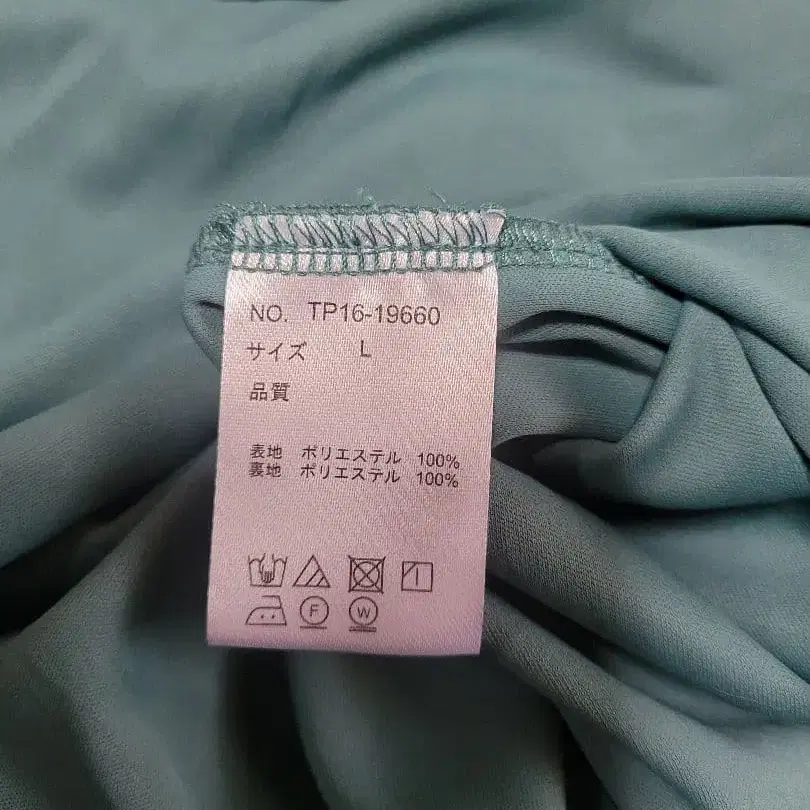 NO. TP16-19660
サイズ L
品質
表地 ポリエステル 100%
裏地 ポリエステル 100%
F W